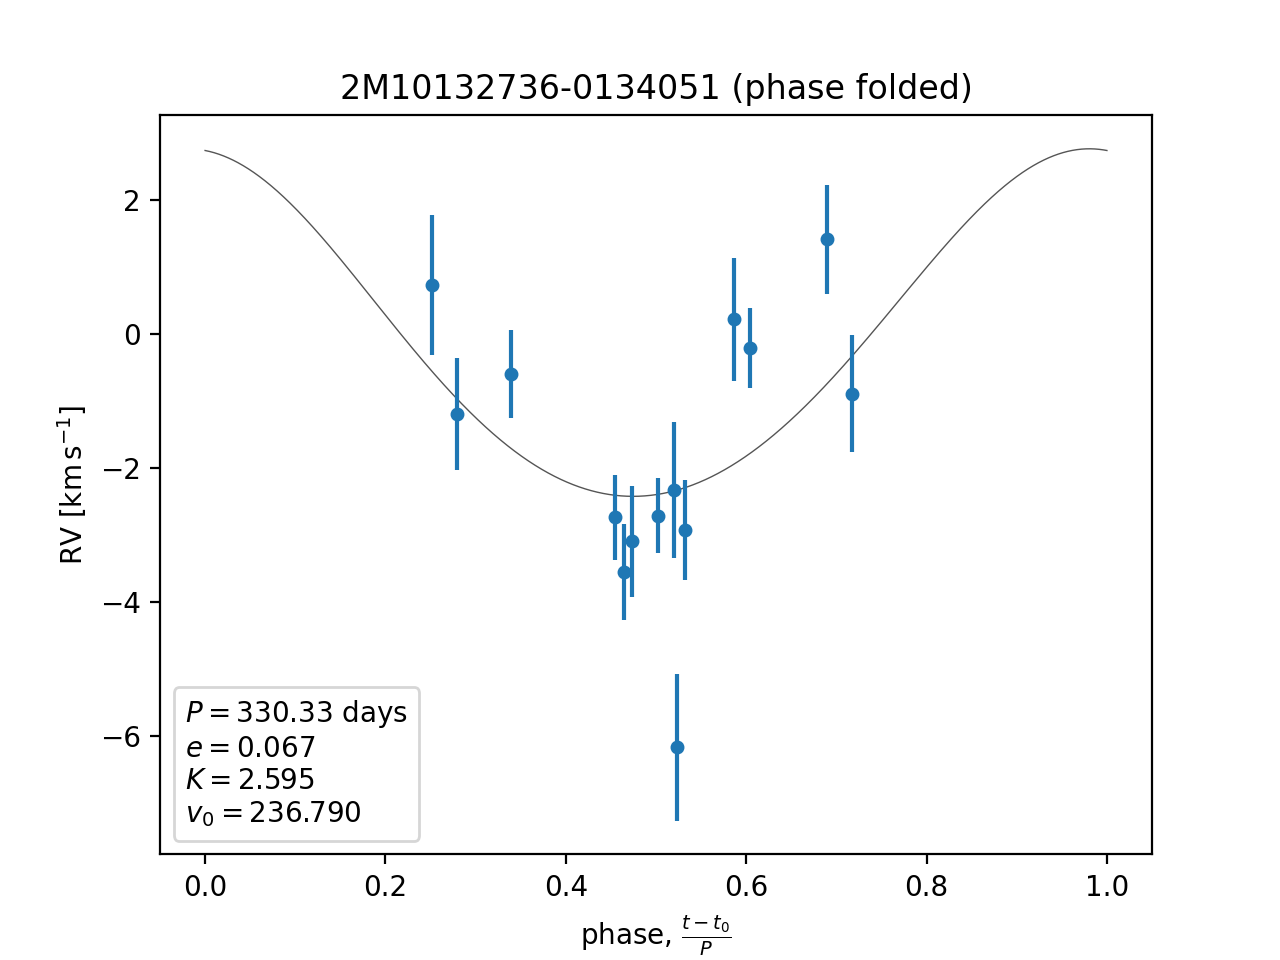 2M10132736-0134051 (phase folded)
RV [km s⁻¹]
2
0
−2
−4
−6
P = 330.33 days
e = 0.067
K = 2.595
v₀ = 236.790
0.0 0.2 0.4 0.6 0.8 1.0
phase, (t − t₀)/P